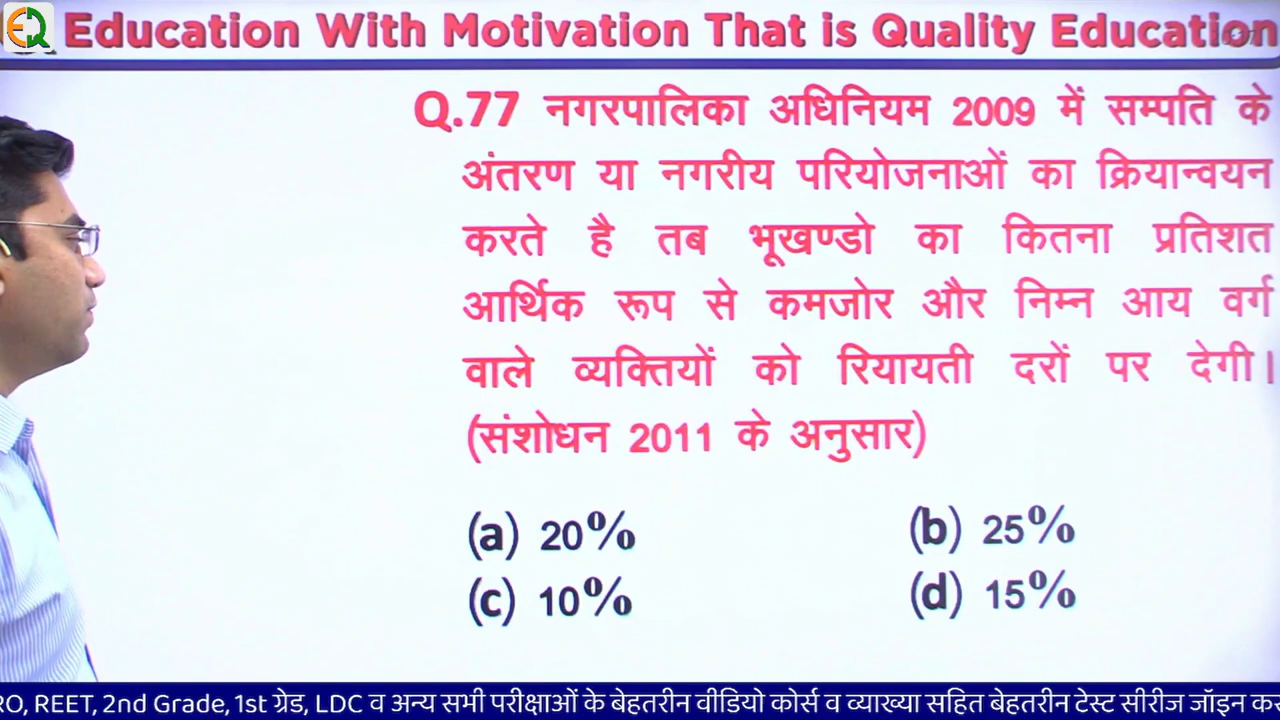 Education With Motivation That is Quality Education
Q.77 नगरपालिका अधिनियम 2009 में सम्पति के
अंतरण या नगरीय परियोजनाओं का क्रियान्वयन
करते है तब भूखण्डो का कितना प्रतिशत
आर्थिक रूप से कमजोर और निम्न आय वर्ग
वाले व्यक्तियों को रियायती दरों पर देगी।
(संशोधन 2011 के अनुसार)
(a) 20% (b) 25%
(c) 10% (d) 15%
RO, REET, 2nd Grade, 1st ग्रेड, LDC व अन्य सभी परीक्षाओं के बेहतरीन वीडियो कोर्स व व्याख्या सहित बेहतरीन टेस्ट सीरीज जॉइन कर